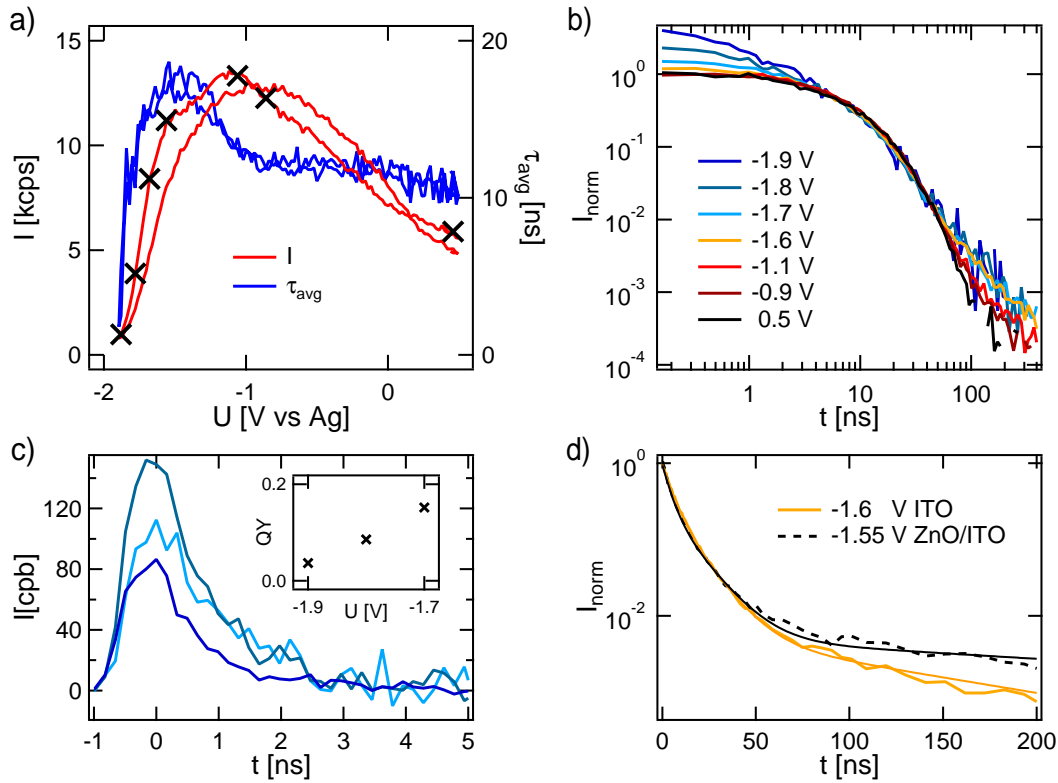 a)
15
10
5
0
I [kcps]
20
10
0
τavg [ns]
I
τavg
-2
-1
0
U [V vs Ag]
b)
10^0
10^-1
10^-2
10^-3
10^-4
Inorm
-1.9 V
-1.8 V
-1.7 V
-1.6 V
-1.1 V
-0.9 V
0.5 V
1
10
100
t [ns]
c)
120
80
40
0
I[cpb]
0.2
0.0
QY
-1.9
-1.7
U [V]
-1
0
1
2
3
4
5
t [ns]
d)
10^0
10^-2
Inorm
-1.6 V ITO
-1.55 V ZnO/ITO
0
50
100
150
200
t [ns]